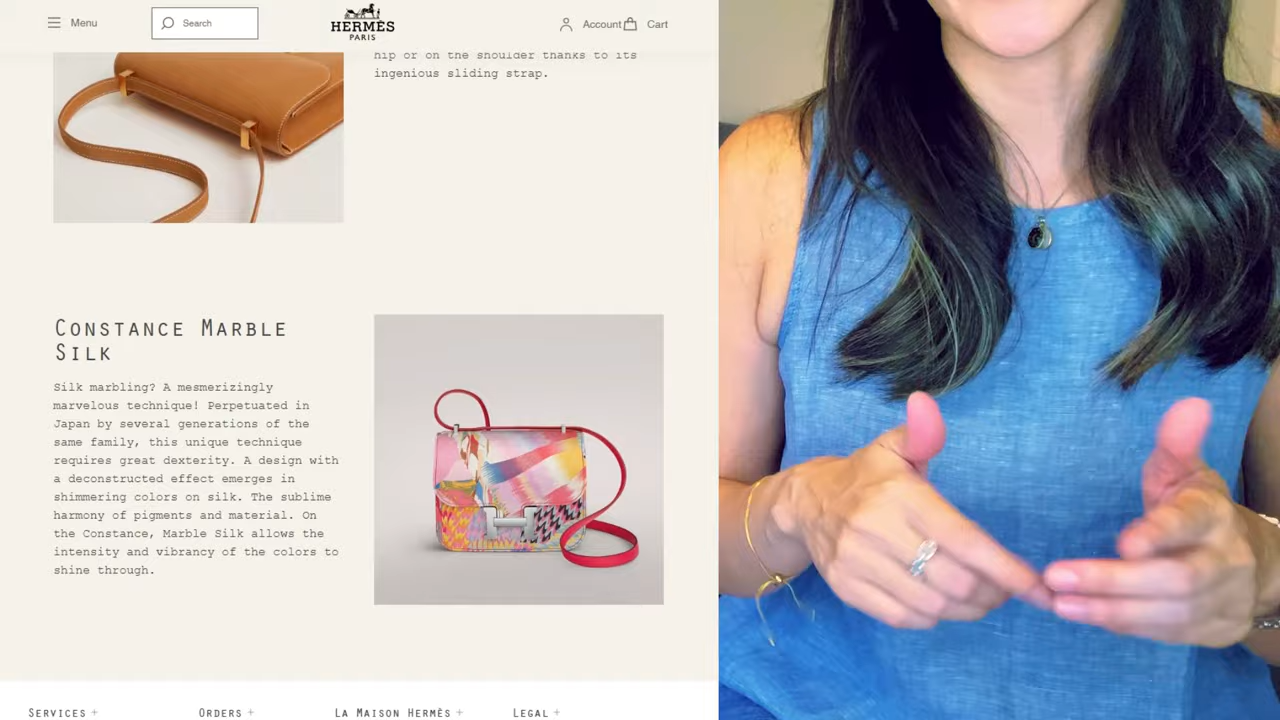 Menu
Search
HERMÈS
PARIS
Account
Cart
hip or on the shoulder thanks to its
ingenious sliding strap.
Constance Marble
Silk
Silk marbling? A mesmerizingly
marvelous technique! Perpetuated in
Japan by several generations of the
same family, this unique technique
requires great dexterity. A design with
a deconstructed effect emerges in
shimmering colors on silk. The sublime
harmony of pigments and material. On
the Constance, Marble Silk allows the
intensity and vibrancy of the colors to
shine through.
Services +
Orders +
La Maison Hermès +
Legal +